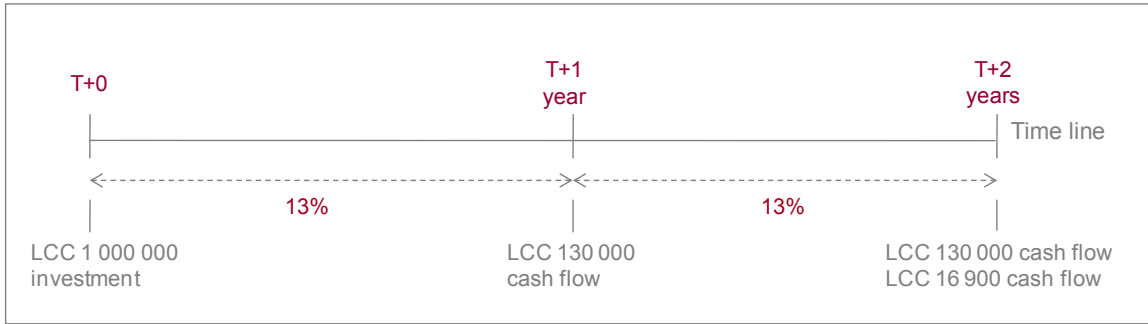 T+0
T+1
year
T+2
years
Time line
13%
13%
LCC 1 000 000
investment
LCC 130 000
cash flow
LCC 130 000 cash flow
LCC 16 900 cash flow